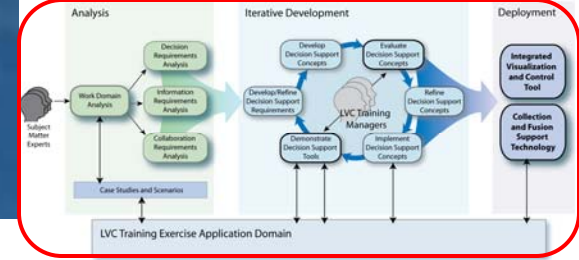 Analysis
Iterative Development
Deployment
Decision
Requirements
Analysis
Work Domain
Analysis
Information
Requirements
Analysis
Collaboration
Requirements
Analysis
Subject
Matter
Experts
Case Studies and Scenarios
Develop
Decision Support
Concepts
Evaluate
Decision Support
Concepts
Develop/Refine
Decision Support
Requirements
LVC Training
Managers
Refine
Decision Support
Concepts
Demonstrate
Decision Support
Tools
Implement
Decision Support
Concepts
Integrated
Visualization
and Control
Tool
Collection
and Fusion
Support
Technology
LVC Training Exercise Application Domain